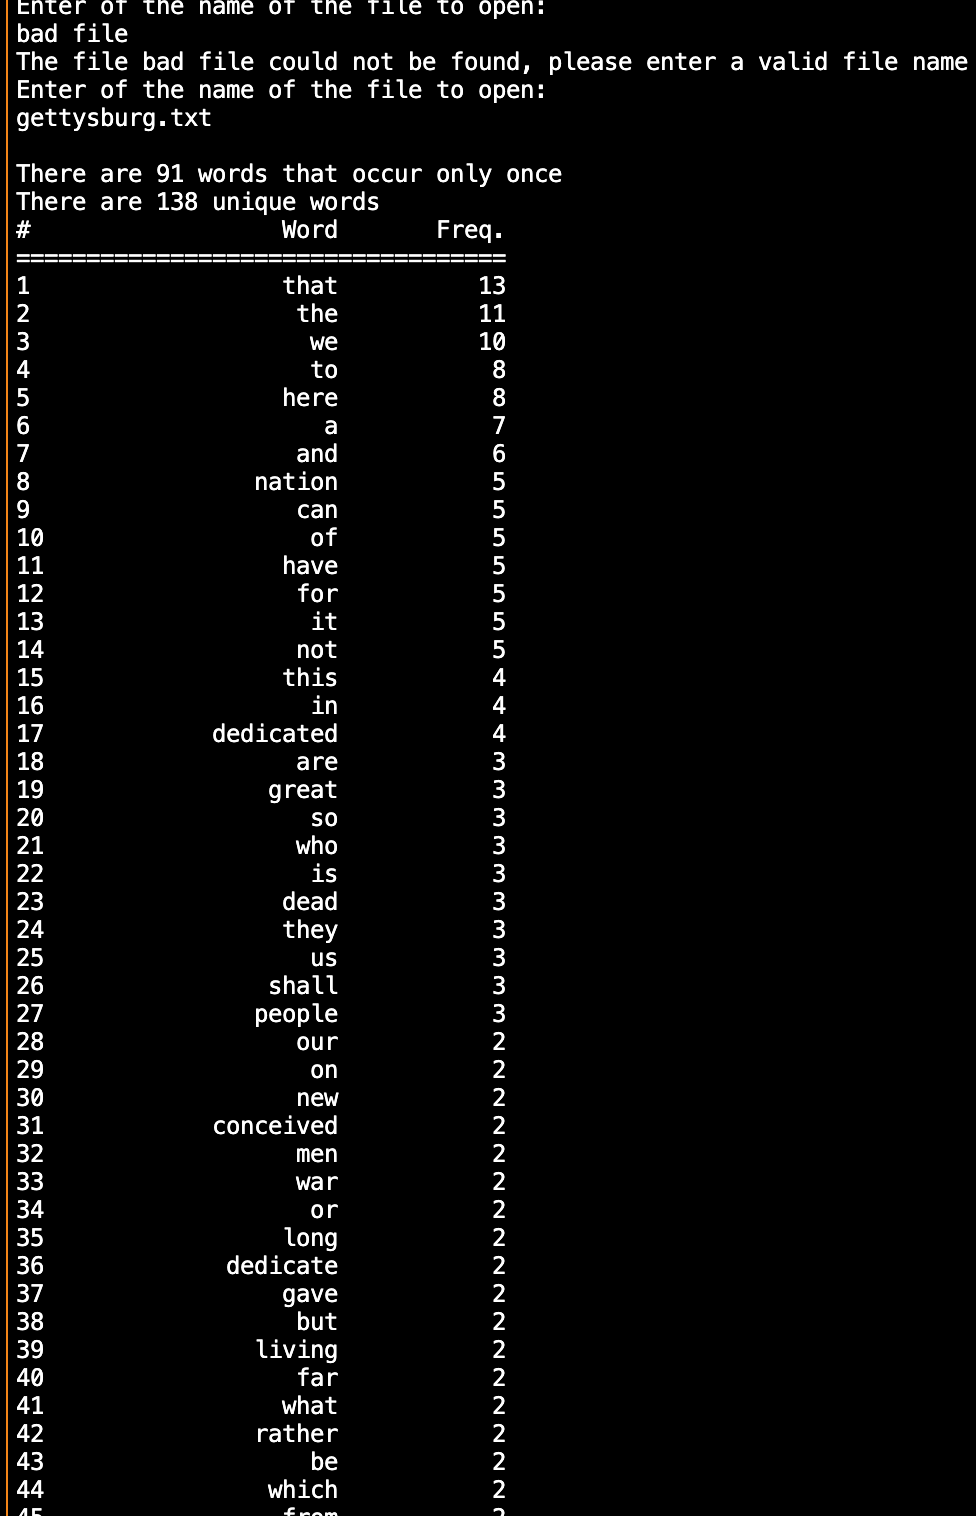 Enter of the name of the file to open:
bad file
The file bad file could not be found, please enter a valid file name
Enter of the name of the file to open:
gettysburg.txt
There are 91 words that occur only once
There are 138 unique words
# Word Freq.
===================================
1 that 13
2 the 11
3 we 10
4 to 8
5 here 8
6 a 7
7 and 6
8 nation 5
9 can 5
10 of 5
11 have 5
12 for 5
13 it 5
14 not 5
15 this 4
16 in 4
17 dedicated 4
18 are 3
19 great 3
20 so 3
21 who 3
22 is 3
23 dead 3
24 they 3
25 us 3
26 shall 3
27 people 3
28 our 2
29 on 2
30 new 2
31 conceived 2
32 men 2
33 war 2
34 or 2
35 long 2
36 dedicate 2
37 gave 2
38 but 2
39 living 2
40 far 2
41 what 2
42 rather 2
43 be 2
44 which 2
45 from 2